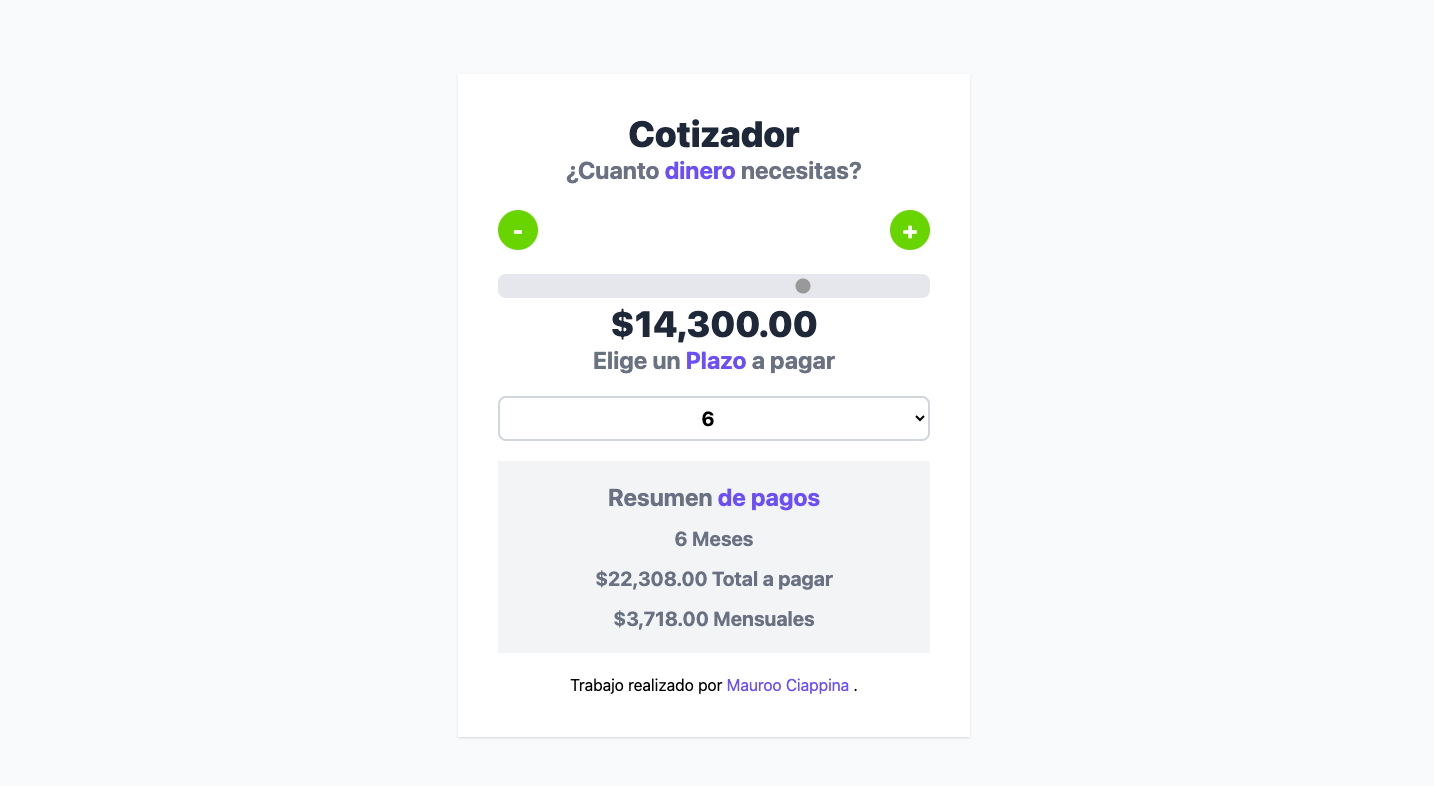 Cotizador
¿Cuanto dinero necesitas?
- +
$14,300.00
Elige un Plazo a pagar
6
Resumen de pagos
6 Meses
$22,308.00 Total a pagar
$3,718.00 Mensuales
Trabajo realizado por Mauroo Ciappina .